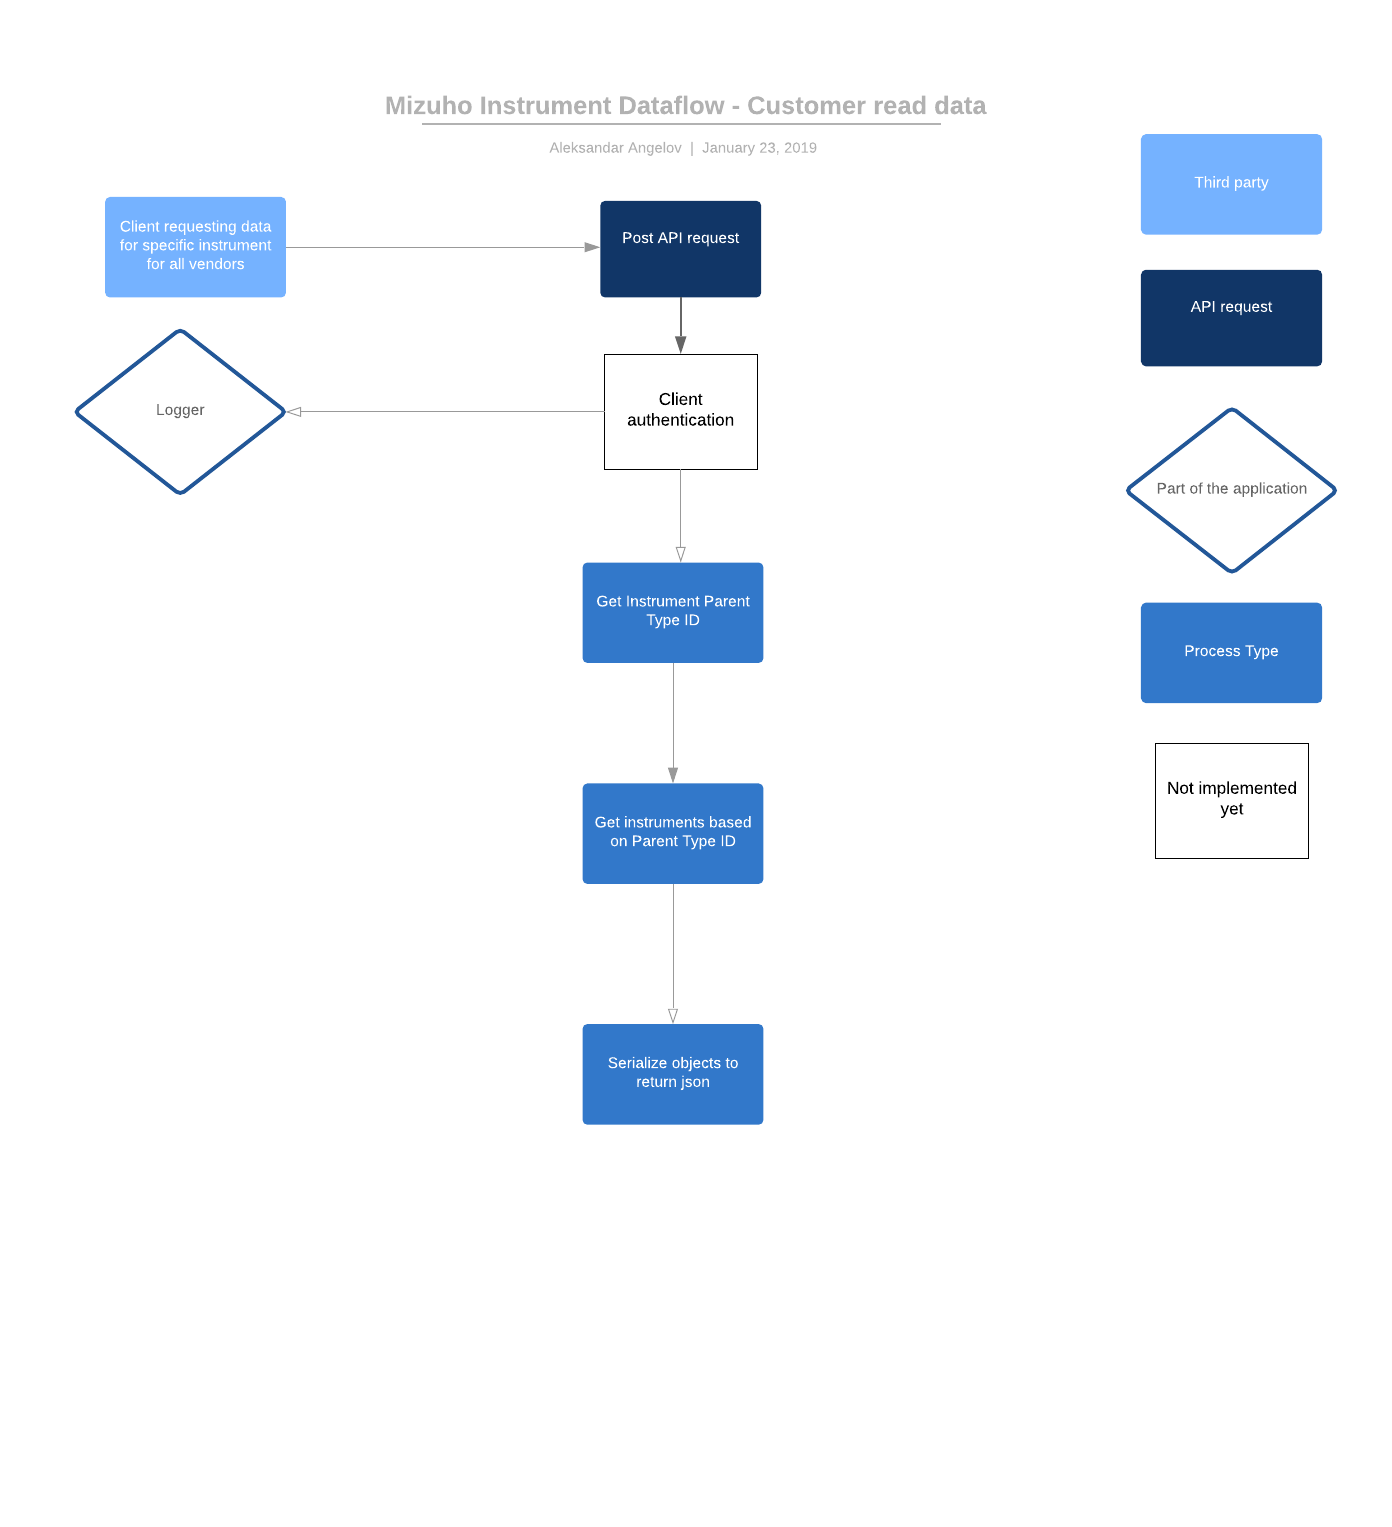 Mizuho Instrument Dataflow - Customer read data
Aleksandar Angelov | January 23, 2019
Client requesting data
for specific instrument
for all vendors
Post API request
Logger
Client
authentication
Get Instrument Parent
Type ID
Get instruments based
on Parent Type ID
Serialize objects to
return json
Third party
API request
Part of the application
Process Type
Not implemented
yet